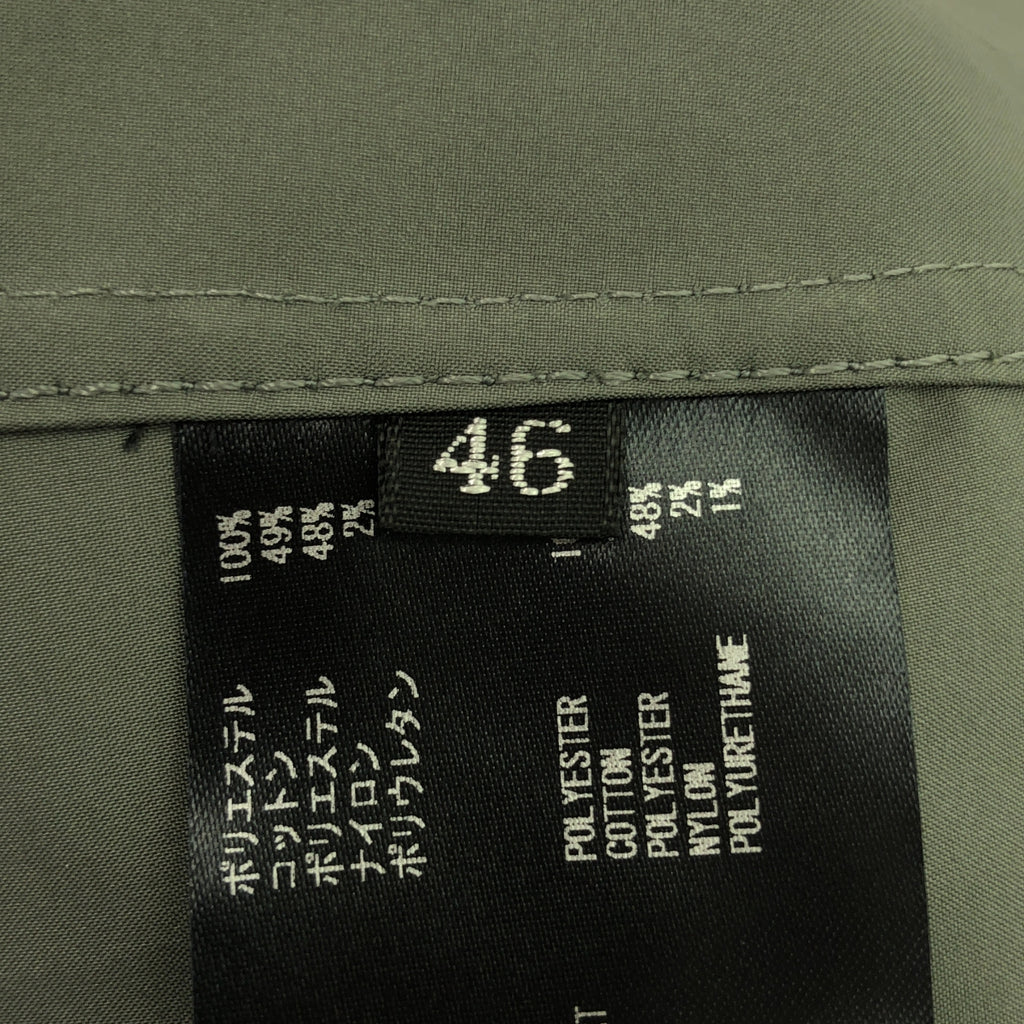 46
ポリエステル 100%
コットン 49%
ポリエステル 48%
ナイロン 2%
ポリウレタン
POLYESTER
COTTON
POLYESTER 48%
NYLON 2%
POLYURETHANE 1%